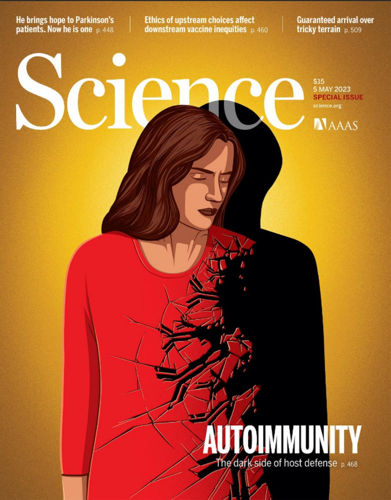 He brings hope to Parkinson's
patients. Now he is one p. 448
Ethics of upstream choices affect
downstream vaccine inequities p. 460
Guaranteed arrival over
tricky terrain p. 509
Science
$15
5 MAY 2023
SPECIAL ISSUE
science.org
AAAS
AUTOIMMUNITY
The dark side of host defense p. 468